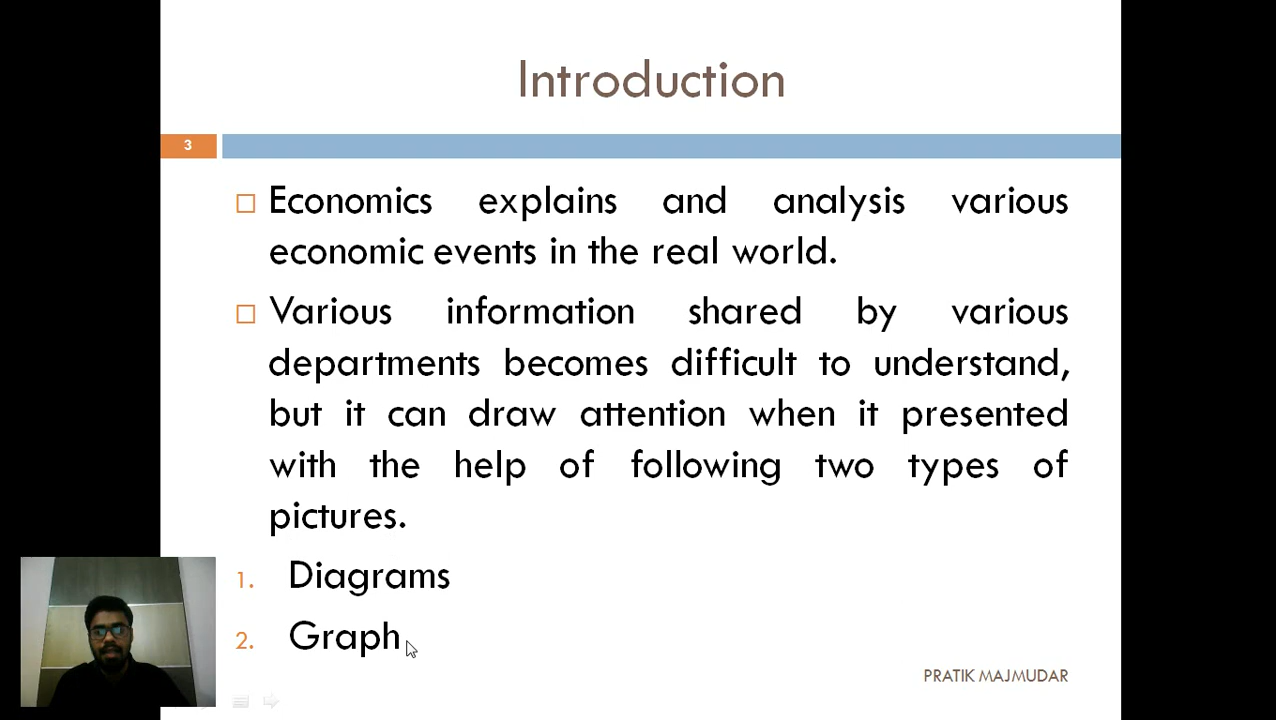 Introduction
3
Economics explains and analysis various
economic events in the real world.
Various information shared by various
departments becomes difficult to understand,
but it can draw attention when it presented
with the help of following two types of
pictures.
1. Diagrams
2. Graph
PRATIK MAJMUDAR